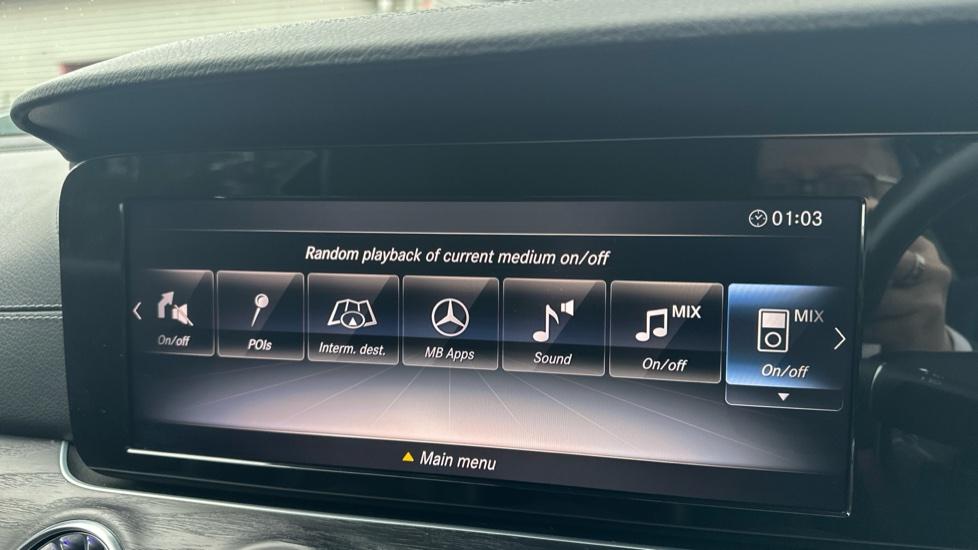 01:03
Random playback of current medium on/off
On/off
POIs
Interm. dest.
MB Apps
Sound
MIX
On/off
MIX
On/off
Main menu